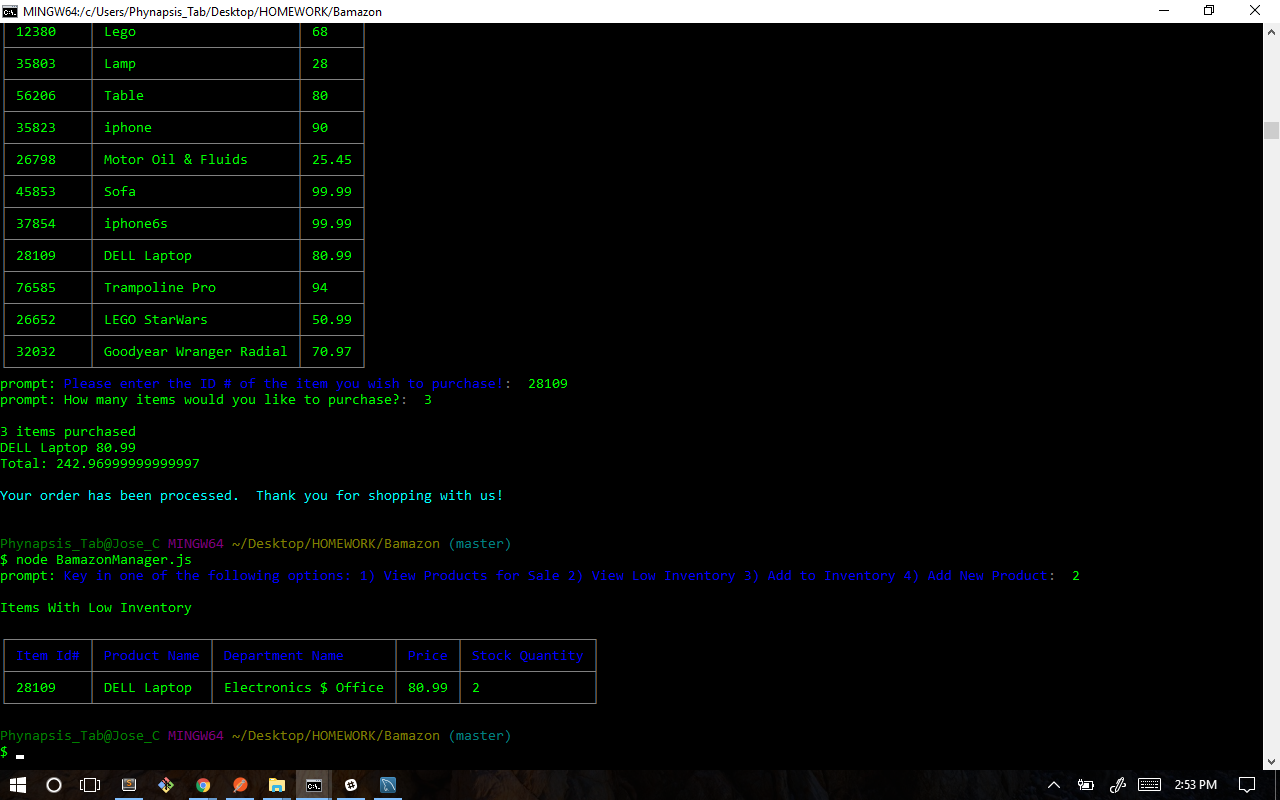 MINGW64:/c/Users/Phynapsis_Tab/Desktop/HOMEWORK/Bamazon
12380 Lego 68
35803 Lamp 28
56206 Table 80
35823 iphone 90
26798 Motor Oil & Fluids 25.45
45853 Sofa 99.99
37854 iphone6s 99.99
28109 DELL Laptop 80.99
76585 Trampoline Pro 94
26652 LEGO StarWars 50.99
32032 Goodyear Wranger Radial 70.97
prompt: Please enter the ID # of the item you wish to purchase!:  28109
prompt: How many items would you like to purchase?:  3
3 items purchased
DELL Laptop 80.99
Total: 242.96999999999997
Your order has been processed.  Thank you for shopping with us!
Phynapsis_Tab@Jose_C MINGW64 ~/Desktop/HOMEWORK/Bamazon (master)
$ node BamazonManager.js
prompt: Key in one of the following options: 1) View Products for Sale 2) View Low Inventory 3) Add to Inventory 4) Add New Product:  2
Items With Low Inventory
Item Id# Product Name Department Name Price Stock Quantity
28109 DELL Laptop Electronics $ Office 80.99 2
Phynapsis_Tab@Jose_C MINGW64 ~/Desktop/HOMEWORK/Bamazon (master)
$
2:53 PM